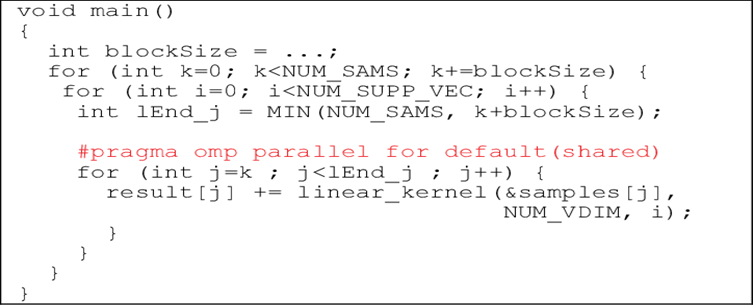 void main()
{
int blockSize = ...;
for (int k=0; k<NUM_SAMS; k+=blockSize) {
for (int i=0; i<NUM_SUPP_VEC; i++) {
int lEnd_j = MIN(NUM_SAMS, k+blockSize);
#pragma omp parallel for default(shared)
for (int j=k ; j<lEnd_j ; j++) {
result[j] += linear_kernel(&samples[j],
NUM_VDIM, i);
}
}
}
}